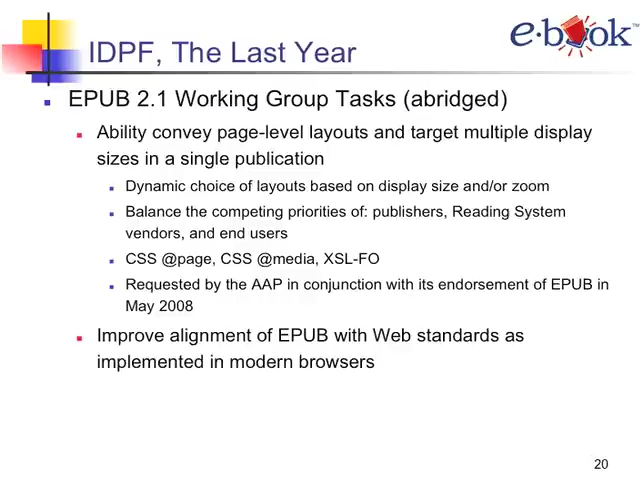 IDPF, The Last Year
e·book™
EPUB 2.1 Working Group Tasks (abridged)
Ability convey page-level layouts and target multiple display
sizes in a single publication
Dynamic choice of layouts based on display size and/or zoom
Balance the competing priorities of: publishers, Reading System
vendors, and end users
CSS @page, CSS @media, XSL-FO
Requested by the AAP in conjunction with its endorsement of EPUB in
May 2008
Improve alignment of EPUB with Web standards as
implemented in modern browsers
20